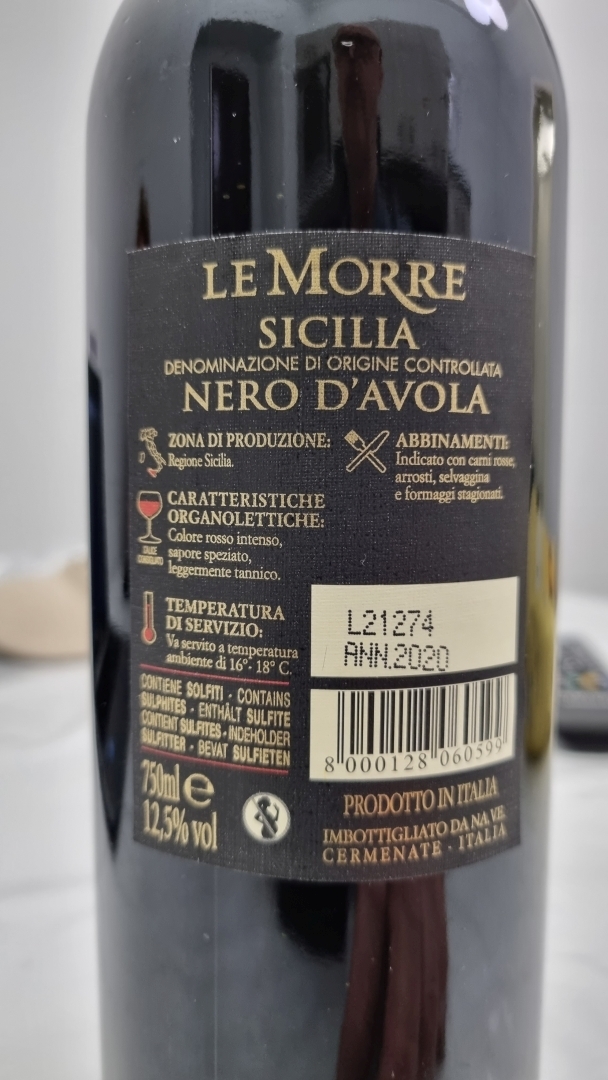 LE MORRE
SICILIA
DENOMINAZIONE DI ORIGINE CONTROLLATA
NERO D'AVOLA
ZONA DI PRODUZIONE:
Regione Sicilia.
ABBINAMENTI:
Indicato con carni rosse,
arrosti, selvaggina
e formaggi stagionati.
CARATTERISTICHE
ORGANOLETTICHE:
Colore rosso intenso,
sapore speziato,
leggermente tannico.
TEMPERATURA
DI SERVIZIO:
Va servito a temperatura
ambiente di 16°- 18° C.
CONTIENE SOLFITI - CONTAINS
SULPHITES - ENTHÄLT SULFITE
CONTIENT SULFITES - INDEHOLDER
SULFITTER - BEVAT SULFIETEN
750ml e
12,5% vol
L21274
ANN.2020
8 000128 060599
PRODOTTO IN ITALIA
IMBOTTIGLIATO DA NA.VE.
CERMENATE - ITALIA